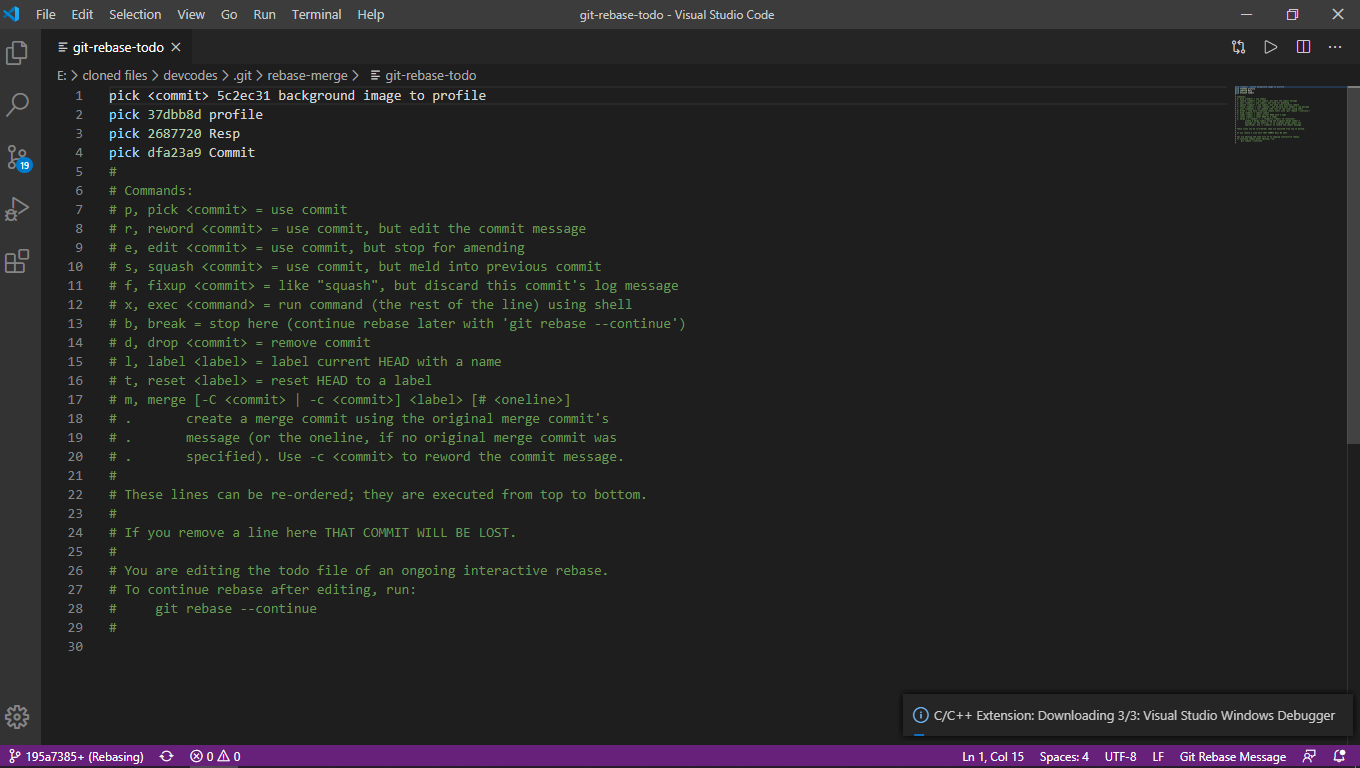 File Edit Selection View Go Run Terminal Help
git-rebase-todo - Visual Studio Code
git-rebase-todo
E: > cloned files > devcodes > .git > rebase-merge > git-rebase-todo
1 pick <commit> 5c2ec31 background image to profile
2 pick 37dbb8d profile
3 pick 2687720 Resp
4 pick dfa23a9 Commit
5 #
6 # Commands:
7 # p, pick <commit> = use commit
8 # r, reword <commit> = use commit, but edit the commit message
9 # e, edit <commit> = use commit, but stop for amending
10 # s, squash <commit> = use commit, but meld into previous commit
11 # f, fixup <commit> = like "squash", but discard this commit's log message
12 # x, exec <command> = run command (the rest of the line) using shell
13 # b, break = stop here (continue rebase later with 'git rebase --continue')
14 # d, drop <commit> = remove commit
15 # l, label <label> = label current HEAD with a name
16 # t, reset <label> = reset HEAD to a label
17 # m, merge [-C <commit> | -c <commit>] <label> [# <oneline>]
18 # .       create a merge commit using the original merge commit's
19 # .       message (or the oneline, if no original merge commit was
20 # .       specified). Use -c <commit> to reword the commit message.
21 #
22 # These lines can be re-ordered; they are executed from top to bottom.
23 #
24 # If you remove a line here THAT COMMIT WILL BE LOST.
25 #
26 # You are editing the todo file of an ongoing interactive rebase.
27 # To continue rebase after editing, run:
28 #     git rebase --continue
29 #
30
19
C/C++ Extension: Downloading 3/3: Visual Studio Windows Debugger
195a7385+ (Rebasing) 0 0 Ln 1, Col 15 Spaces: 4 UTF-8 LF Git Rebase Message